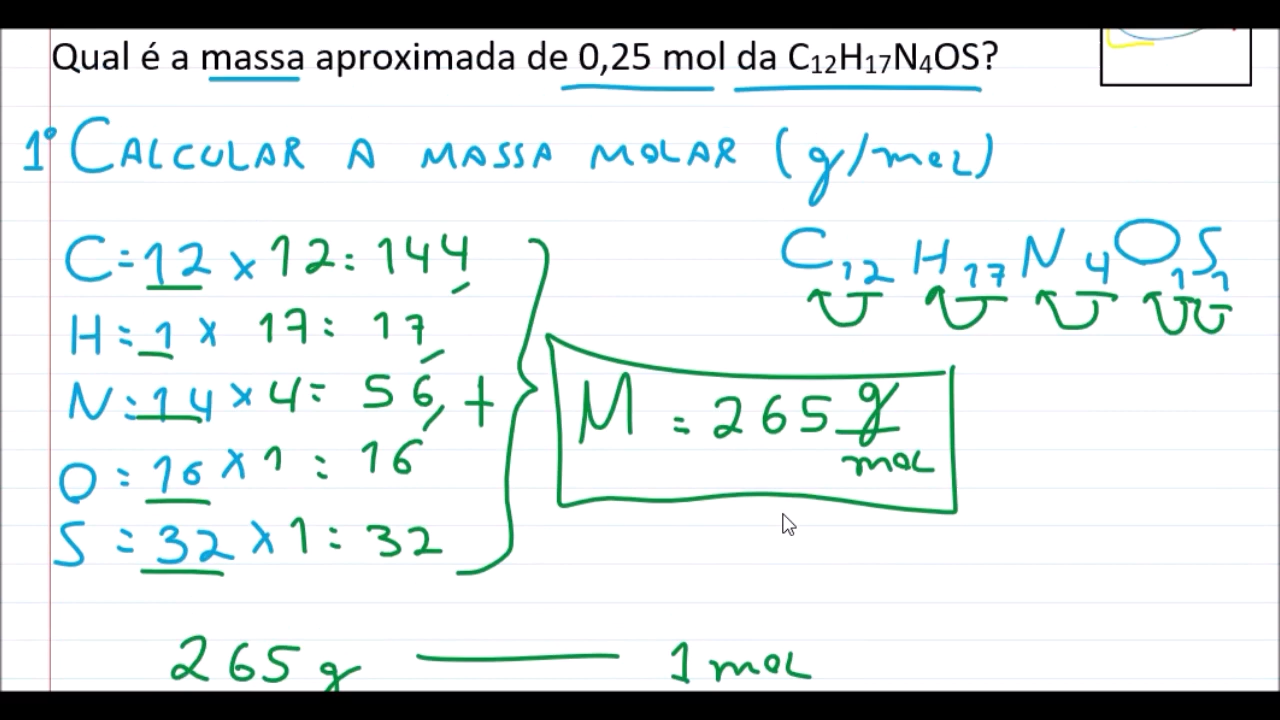 Qual é a massa aproximada de 0,25 mol da C₁₂H₁₇N₄OS?
1° CALCULAR A MASSA MOLAR (g/mol)
C₁₂ H₁₇ N₄ O₁ S₁
C = 12 x 12 = 144
H = 1 x 17 = 17
N = 14 x 4 = 56 +
O = 16 x 1 = 16
S = 32 x 1 = 32
M = 265 g/mol
265 g — 1 mol